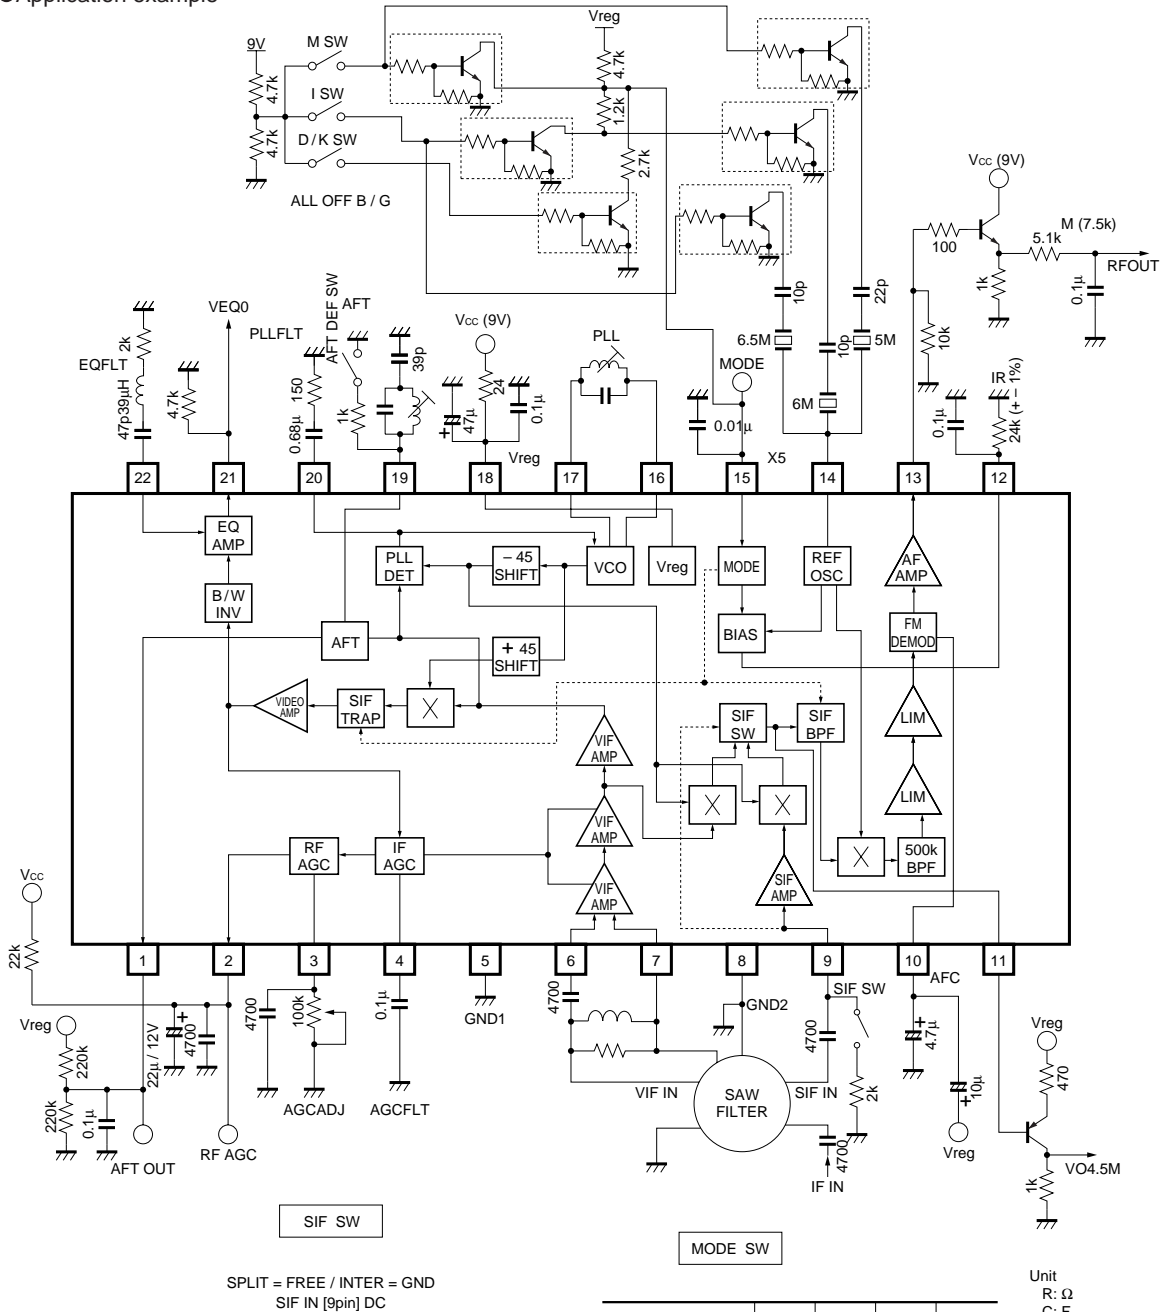 Application example
Vreg
9V
M SW
4.7k
4.7k
I SW
1.2k
4.7k
D / K SW
2.7k
VCC (9V)
ALL OFF B / G
M (7.5k)
5.1k
100
RFOUT
1k
0.1μ
10p
22p
VEQ0
AFT DEF SW
AFT
PLLFLT
VCC (9V)
PLL
6.5M
10p
5M
10k
2k
EQFLT
39p
MODE
IR
24k (+ − 1%)
150
24
47p
39μH
4.7k
0.68μ
1k
47μ
0.1μ
6M
0.01μ
0.1μ
Vreg
X5
22
21
20
19
18
17
16
15
14
13
12
EQ
AMP
PLL
DET
− 45
SHIFT
VCO
Vreg
MODE
REF
OSC
AF
AMP
B / W
INV
AFT
+ 45
SHIFT
BIAS
FM
DEMOD
VIDEO
AMP
SIF
TRAP
X
SIF
SW
SIF
BPF
LIM
VIF
AMP
X
X
LIM
VIF
AMP
RF
AGC
IF
AGC
X
500k
BPF
VCC
VIF
AMP
SIF
AMP
22k
1
2
3
4
5
6
7
8
9
10
11
AFC
SIF SW
Vreg
22μ / 12V
4700
4700
100k
0.1μ
GND1
4700
GND2
4700
4.7μ
Vreg
220k
220k
0.1μ
470
10μ
AGCADJ
AGCFLT
VIF IN
SAW
FILTER
SIF IN
2k
AFT OUT
RF AGC
4700
Vreg
VO4.5M
IF IN
1k
SIF SW
MODE SW
SPLIT = FREE / INTER = GND
SIF IN [9pin] DC
Unit
R: Ω